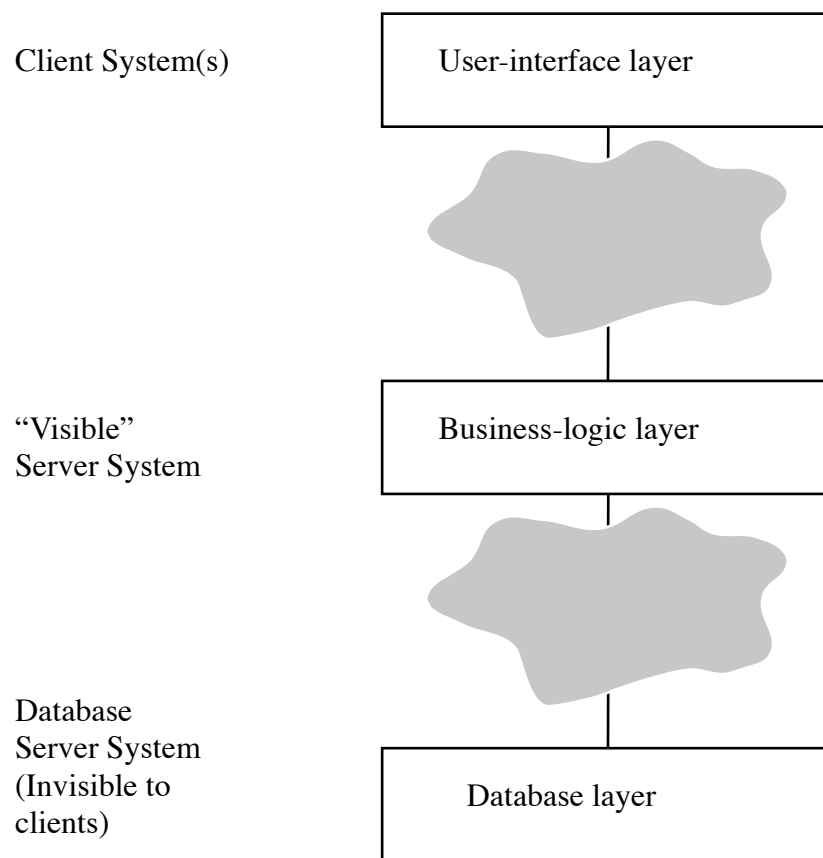 Client System(s)
User-interface layer
“Visible”
Server System
Business-logic layer
Database
Server System
(Invisible to
clients)
Database layer